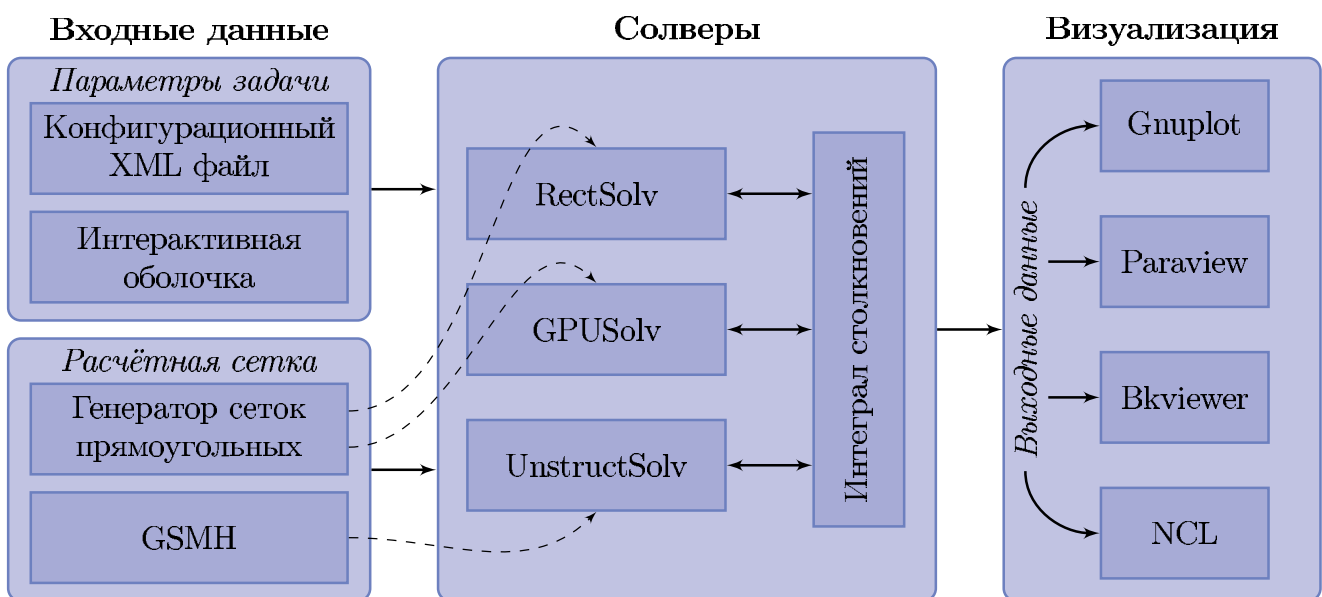 Входные данные
Параметры задачи
Конфигурационный
XML файл
Интерактивная
оболочка
Расчётная сетка
Генератор сеток
прямоугольных
GSMH
Солверы
RectSolv
GPUSolv
UnstructSolv
Интеграл столкновений
Визуализация
Выходные данные
Gnuplot
Paraview
Bkviewer
NCL